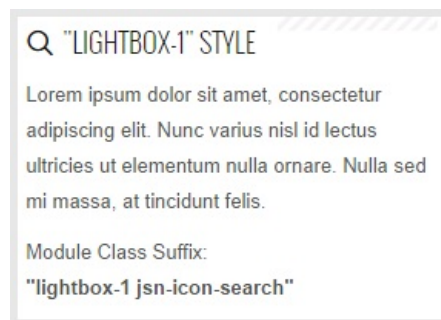 "LIGHTBOX-1" STYLE
Lorem ipsum dolor sit amet, consectetur
adipiscing elit. Nunc varius nisl id lectus
ultricies ut elementum nulla ornare. Nulla sed
mi massa, at tincidunt felis.
Module Class Suffix:
"lightbox-1 jsn-icon-search"